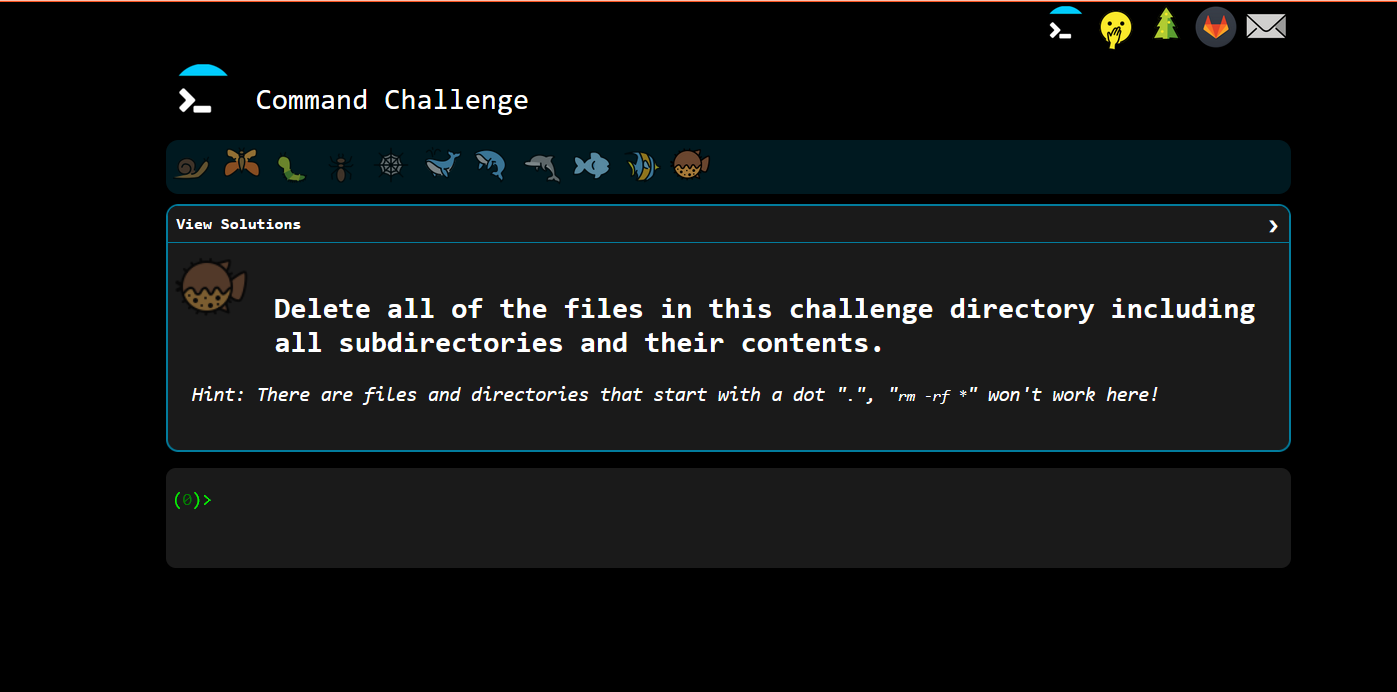 Command Challenge
View Solutions
Delete all of the files in this challenge directory including
all subdirectories and their contents.
Hint: There are files and directories that start with a dot ".", "rm -rf *" won't work here!
(0)>